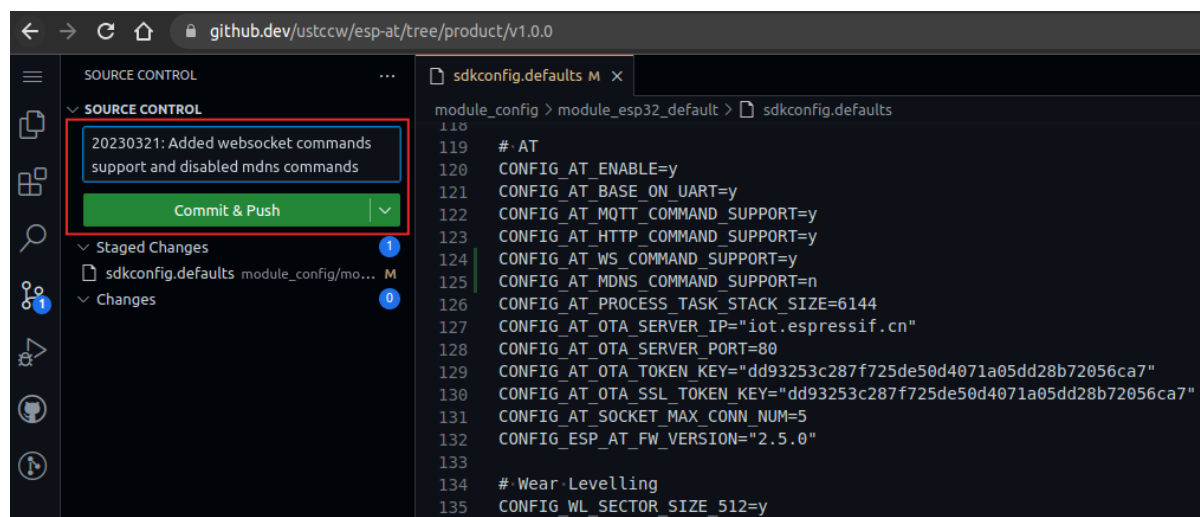 github.dev/ustccw/esp-at/tree/product/v1.0.0
SOURCE CONTROL ···
sdkconfig.defaults M ×
SOURCE CONTROL
module_config > module_esp32_default > sdkconfig.defaults
20230321: Added websocket commands
support and disabled mdns commands
Commit & Push
Staged Changes 1
sdkconfig.defaults module_config/mo... M
Changes 0
1
118
119 # AT
120 CONFIG_AT_ENABLE=y
121 CONFIG_AT_BASE_ON_UART=y
122 CONFIG_AT_MQTT_COMMAND_SUPPORT=y
123 CONFIG_AT_HTTP_COMMAND_SUPPORT=y
124 CONFIG_AT_WS_COMMAND_SUPPORT=y
125 CONFIG_AT_MDNS_COMMAND_SUPPORT=n
126 CONFIG_AT_PROCESS_TASK_STACK_SIZE=6144
127 CONFIG_AT_OTA_SERVER_IP="iot.espressif.cn"
128 CONFIG_AT_OTA_SERVER_PORT=80
129 CONFIG_AT_OTA_TOKEN_KEY="dd93253c287f725de50d4071a05dd28b72056ca7"
130 CONFIG_AT_OTA_SSL_TOKEN_KEY="dd93253c287f725de50d4071a05dd28b72056ca7"
131 CONFIG_AT_SOCKET_MAX_CONN_NUM=5
132 CONFIG_ESP_AT_FW_VERSION="2.5.0"
133
134 # Wear Levelling
135 CONFIG_WL_SECTOR_SIZE_512=y